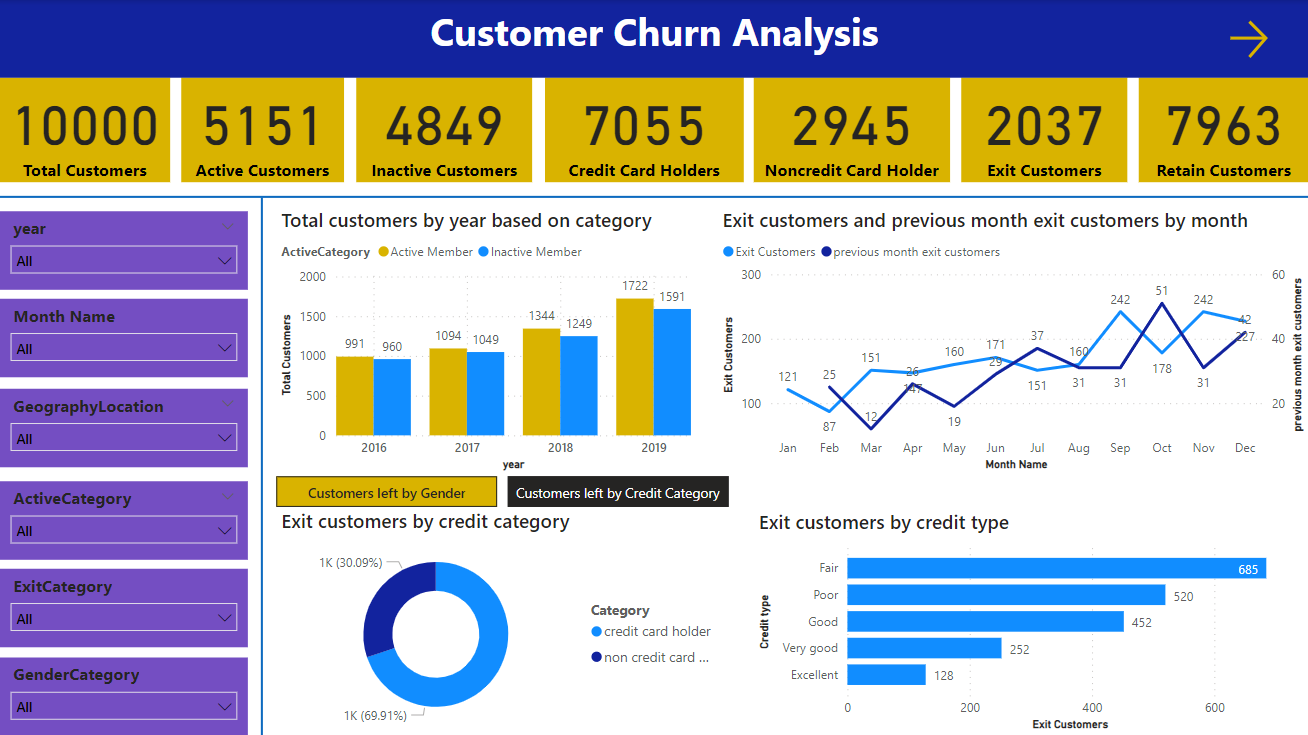 Customer Churn Analysis
10000
Total Customers
5151
Active Customers
4849
Inactive Customers
7055
Credit Card Holders
2945
Noncredit Card Holder
2037
Exit Customers
7963
Retain Customers
year
All
Month Name
All
GeographyLocation
All
ActiveCategory
All
ExitCategory
All
GenderCategory
All
Total customers by year based on category
ActiveCategory Active Member Inactive Member
Total Customers
2000
1500
1000
500
0
991 960
1094 1049
1344 1249
1722 1591
2016 2017 2018 2019
year
Exit customers and previous month exit customers by month
Exit Customers previous month exit customers
Exit Customers
300
200
100
121 87 151 147 160 171 151 160 242 178 242 227
25 12 26 19 29 37 31 31 51 31 42
60
40
20
previous month exit customers
Jan Feb Mar Apr May Jun Jul Aug Sep Oct Nov Dec
Month Name
Customers left by Gender
Customers left by Credit Category
Exit customers by credit category
1K (30.09%)
1K (69.91%)
Category
credit card holder
non credit card ...
Exit customers by credit type
Credit type
Fair 685
Poor 520
Good 452
Very good 252
Excellent 128
0 200 400 600
Exit Customers